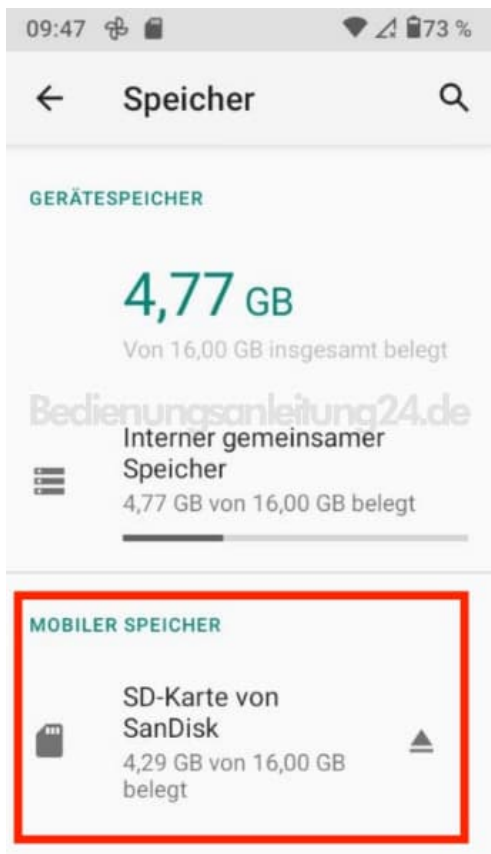 09:47 73 %
Speicher
GERÄTESPEICHER
4,77 GB
Von 16,00 GB insgesamt belegt
Bedienungsanleitung24.de
Interner gemeinsamer
Speicher
4,77 GB von 16,00 GB belegt
MOBILER SPEICHER
SD-Karte von
SanDisk
4,29 GB von 16,00 GB
belegt